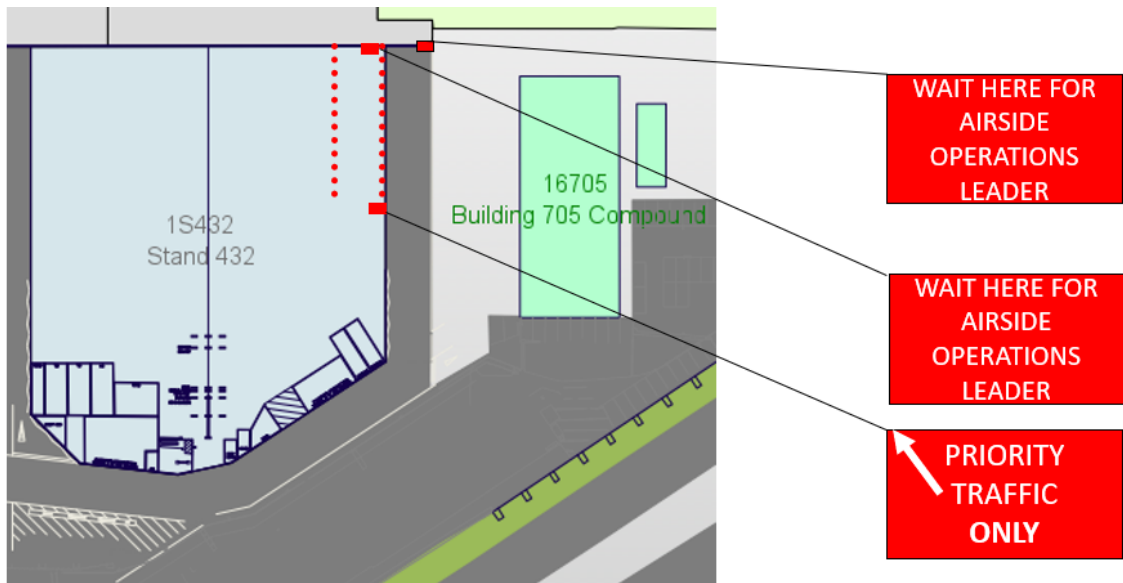 WAIT HERE FOR
AIRSIDE
OPERATIONS
LEADER
16705
Building 705 Compound
1S432
Stand 432
WAIT HERE FOR
AIRSIDE
OPERATIONS
LEADER
PRIORITY
TRAFFIC
ONLY